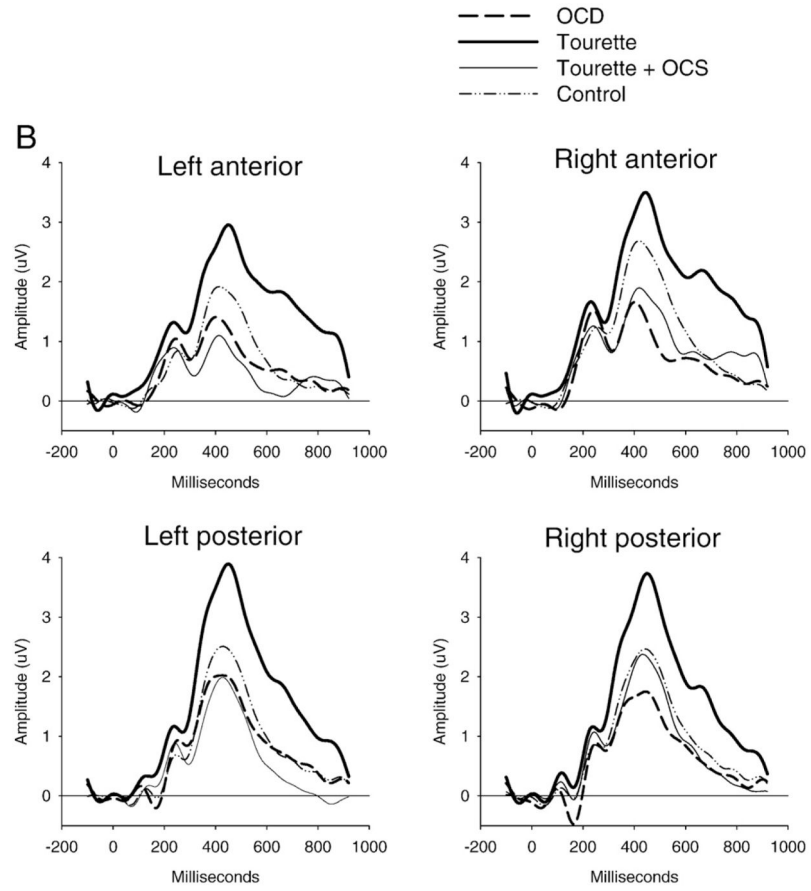 OCD
Tourette
Tourette + OCS
Control
B
Left anterior
4
3
2
1
0
Amplitude (uV)
-200 0 200 400 600 800 1000
Milliseconds
Right anterior
4
3
2
1
0
Amplitude (uV)
-200 0 200 400 600 800 1000
Milliseconds
Left posterior
4
3
2
1
0
Amplitude (uV)
-200 0 200 400 600 800 1000
Milliseconds
Right posterior
4
3
2
1
0
Amplitude (uV)
-200 0 200 400 600 800 1000
Milliseconds